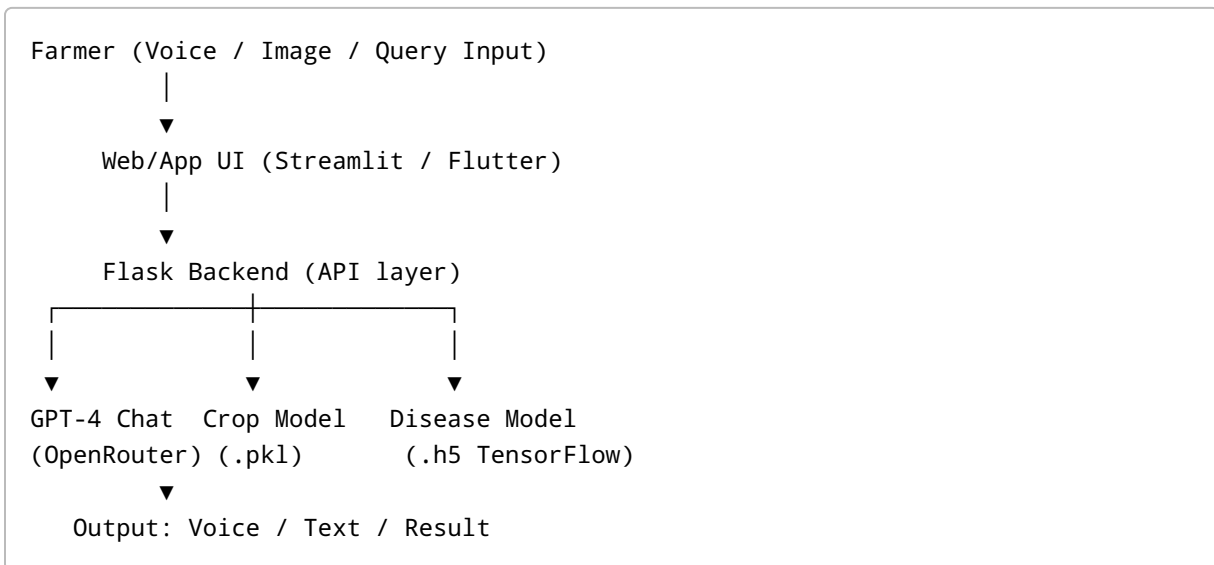 Farmer (Voice / Image / Query Input)
Web/App UI (Streamlit / Flutter)
Flask Backend (API layer)
GPT-4 Chat Crop Model Disease Model
(OpenRouter) (.pkl) (.h5 TensorFlow)
Output: Voice / Text / Result